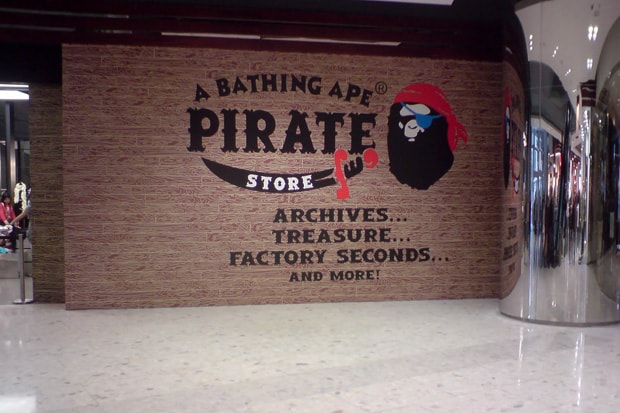 A BATHING APE®
PIRATE
STORE
ARCHIVES...
TREASURE...
FACTORY SECONDS...
AND MORE!